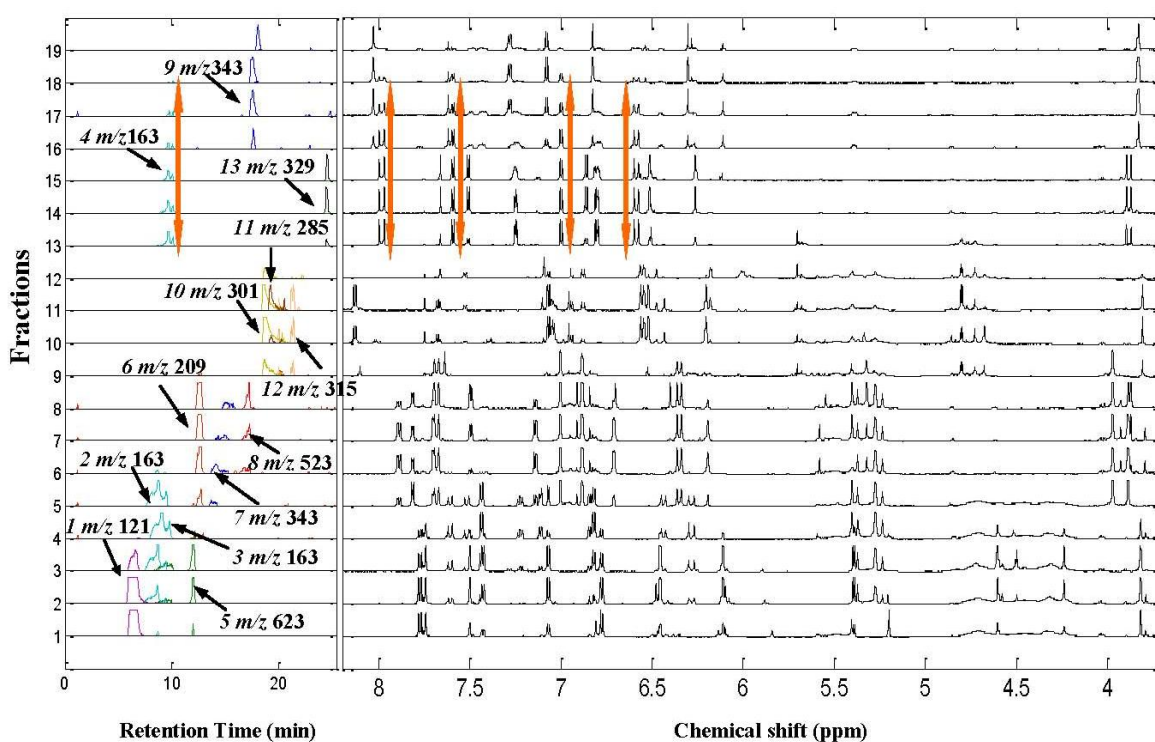 19
18
17
16
15
14
13
12
11
10
9
8
7
6
5
4
3
2
1
Fractions
9 m/z343
4 m/z163
13 m/z 329
11 m/z 285
10 m/z 301
12 m/z 315
6 m/z 209
8 m/z 523
2 m/z 163
7 m/z 343
1 m/z 121
3 m/z 163
5 m/z 623
0 10 20
8 7.5 7 6.5 6 5.5 5 4.5 4
Retention Time (min) Chemical shift (ppm)